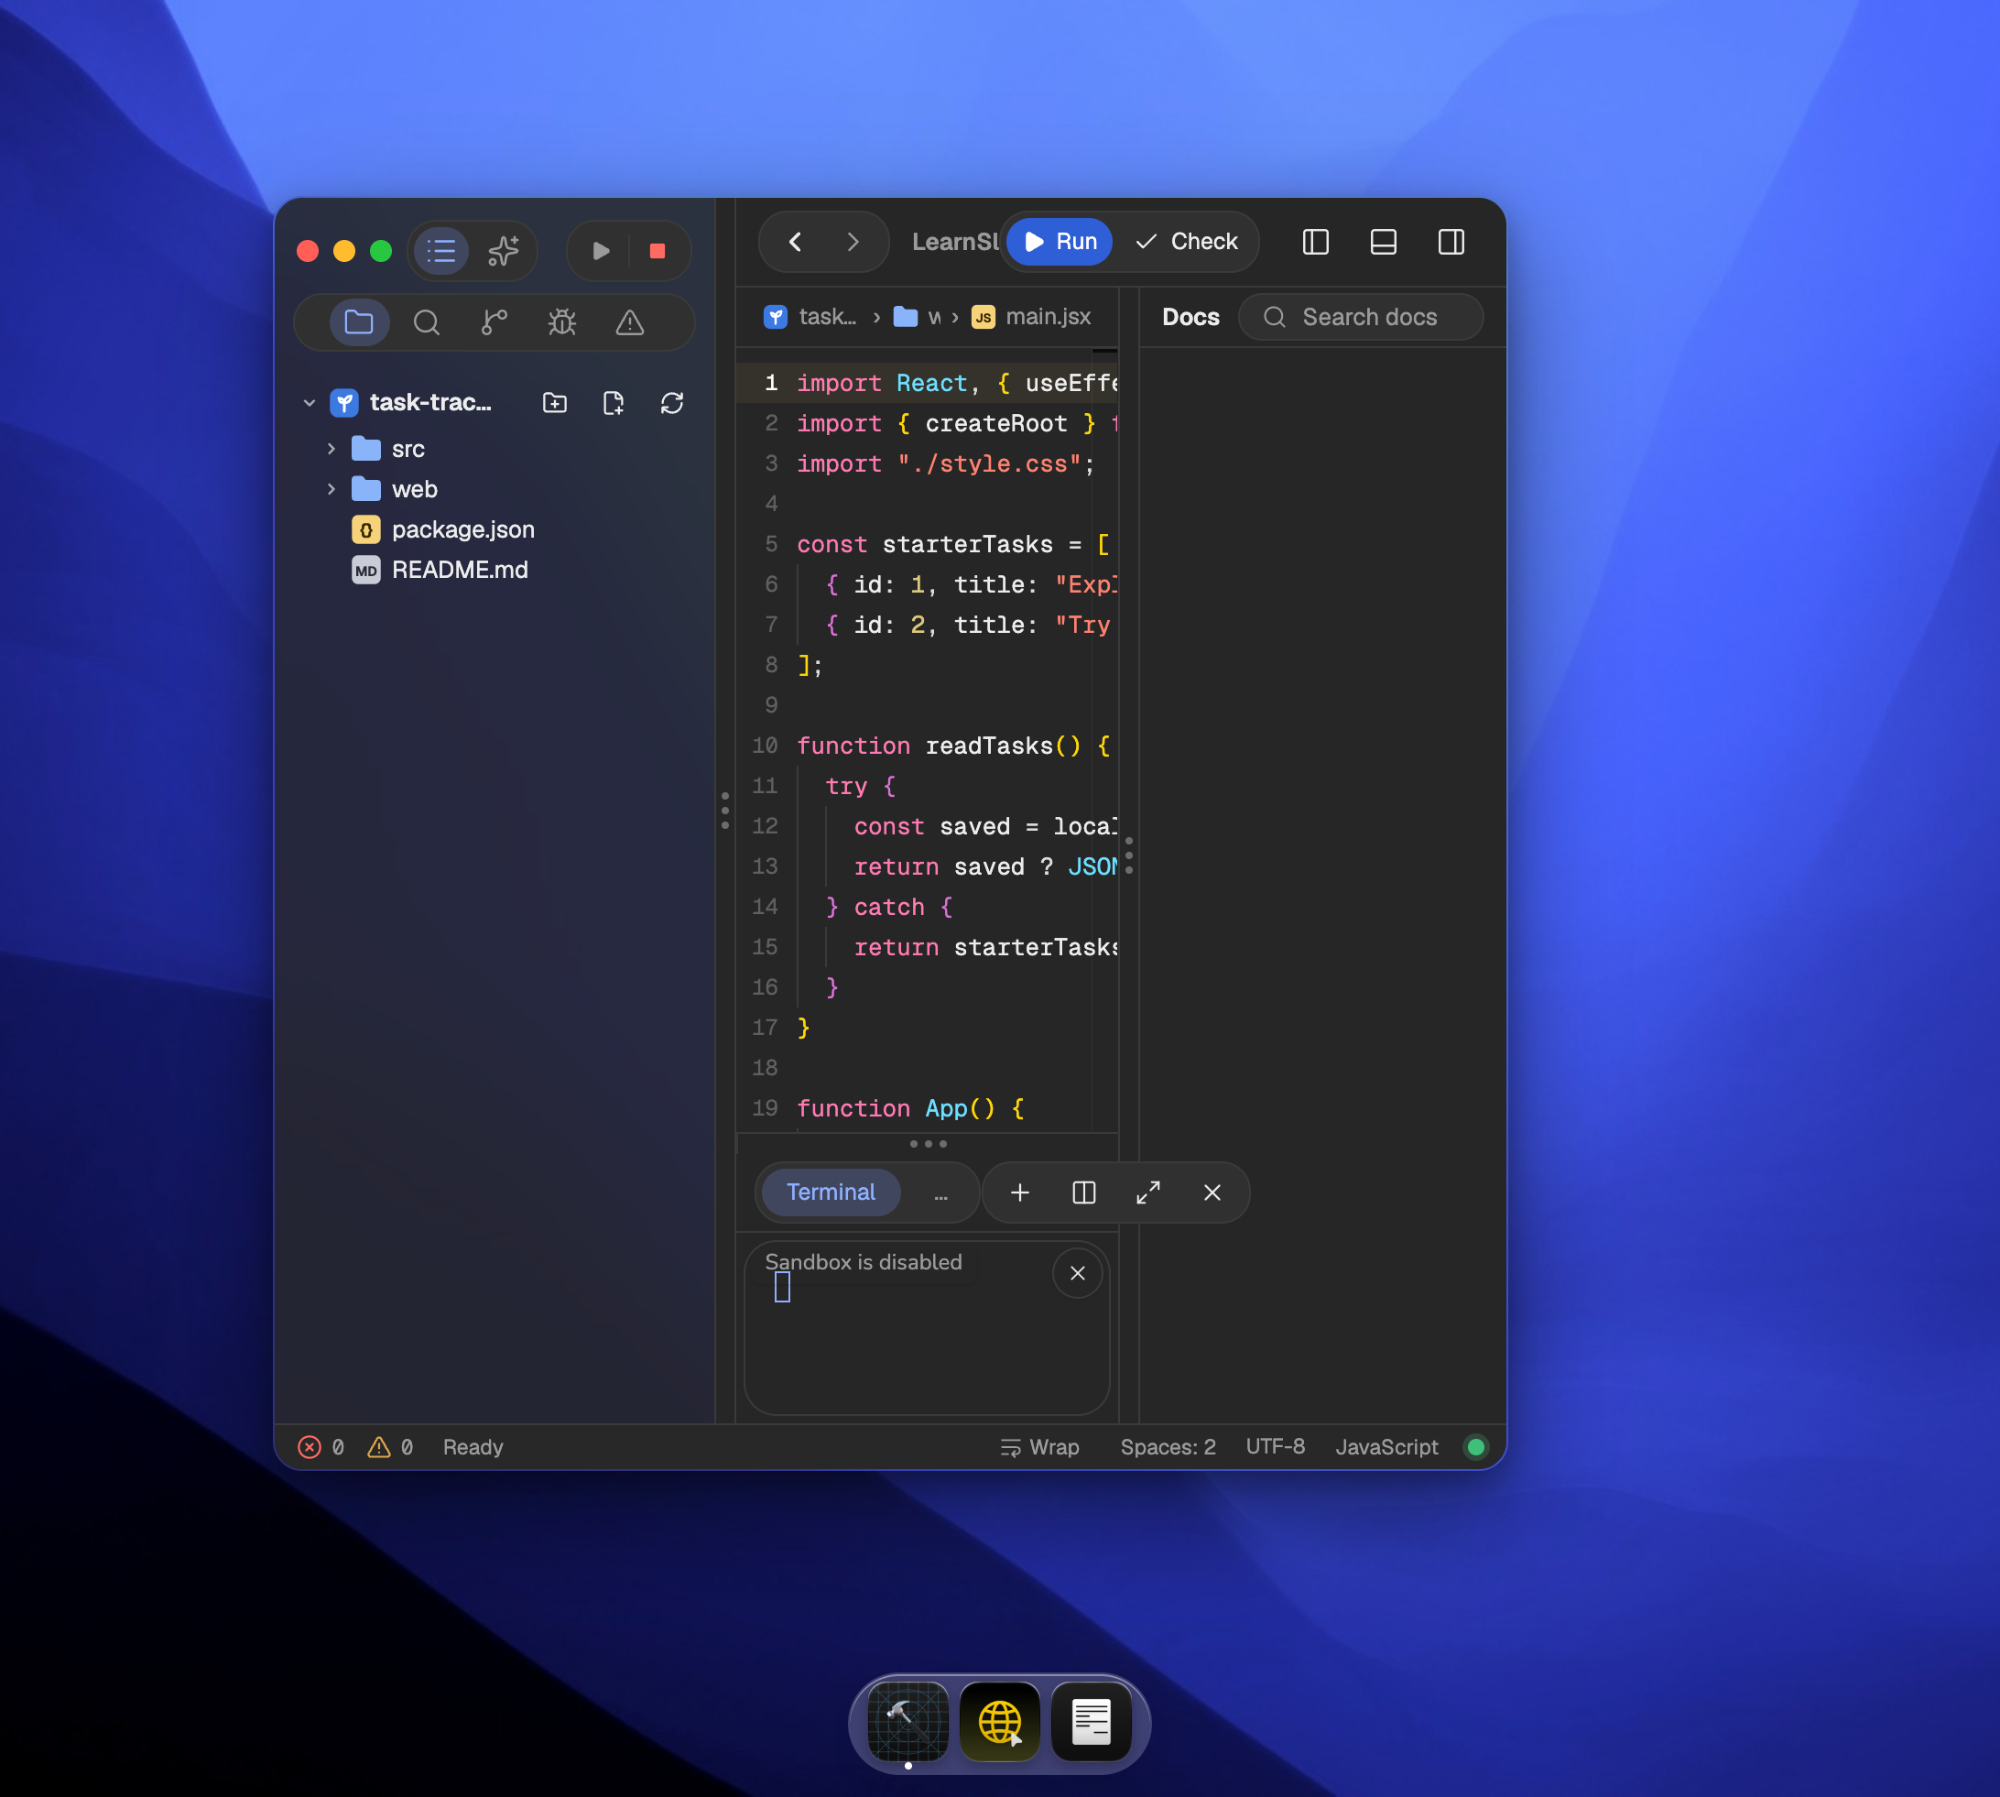 LearnSl
Run
Check
task... › w › JS main.jsx
Docs
Search docs
task-trac...
src
web
{} package.json
MD README.md
1 import React, { useEffe
2 import { createRoot } f
3 import "./style.css";
4
5 const starterTasks = [
6 { id: 1, title: "Expl
7 { id: 2, title: "Try
8 ];
9
10 function readTasks() {
11 try {
12 const saved = local
13 return saved ? JSON
14 } catch {
15 return starterTasks
16 }
17 }
18
19 function App() {
Terminal
...
Sandbox is disabled
0 0 Ready
Wrap Spaces: 2 UTF-8 JavaScript